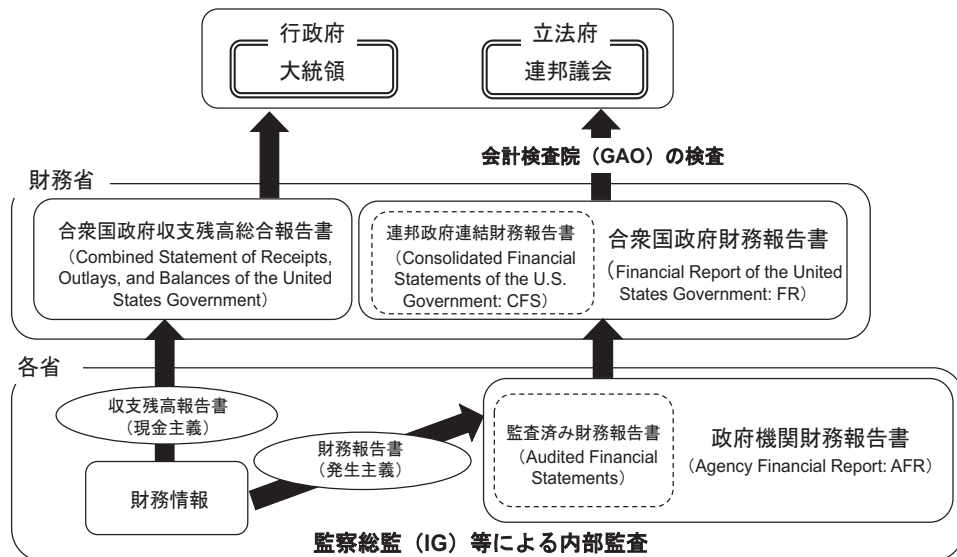 行政府
大統領
立法府
連邦議会
会計検査院（GAO）の検査
財務省
合衆国政府収支残高総合報告書
（Combined Statement of Receipts,
Outlays, and Balances of the United
States Government）
連邦政府連結財務報告書
（Consolidated Financial
Statements of the U.S.
Government: CFS）
合衆国政府財務報告書
（Financial Report of the United
States Government: FR）
各省
収支残高報告書
（現金主義）
財務報告書
（発生主義）
財務情報
監査済み財務報告書
（Audited Financial
Statements）
政府機関財務報告書
（Agency Financial Report: AFR）
監察総監（IG）等による内部監査